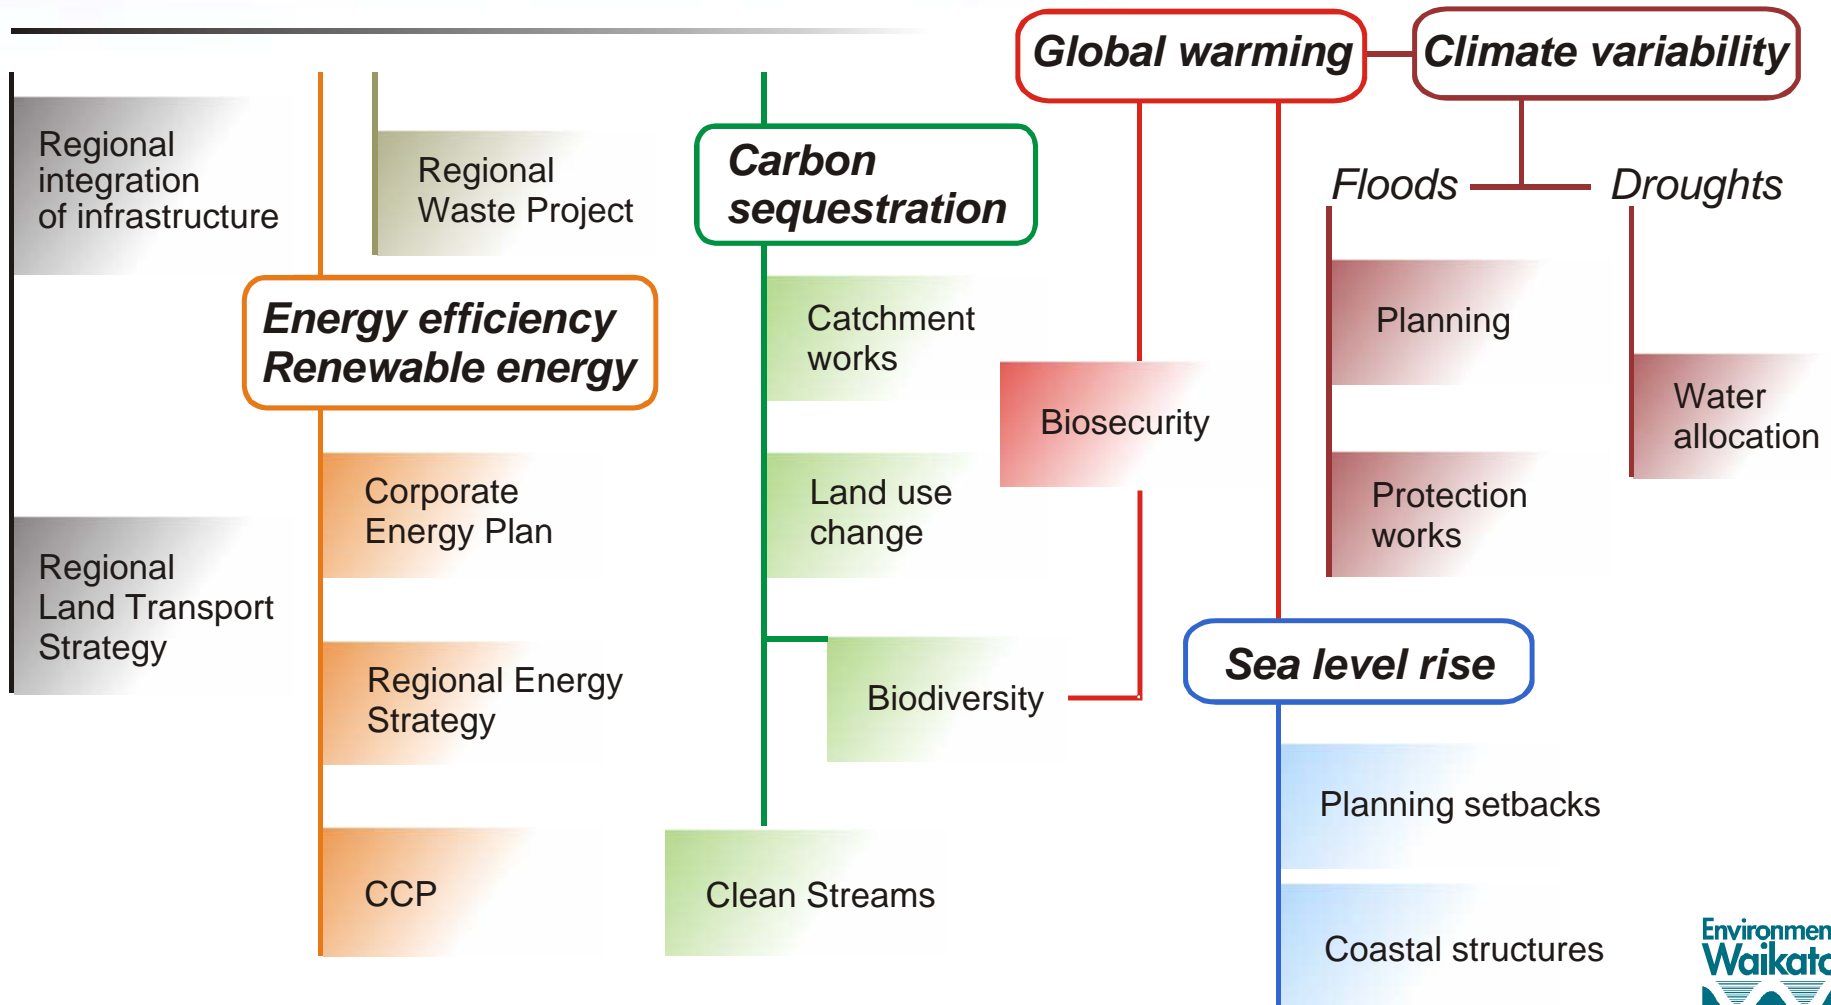 Global warming
Climate variability
Regional
integration
of infrastructure
Regional
Waste Project
Carbon
sequestration
Floods
Droughts
Energy efficiency
Renewable energy
Catchment
works
Planning
Biosecurity
Water
allocation
Corporate
Energy Plan
Land use
change
Protection
works
Regional
Land Transport
Strategy
Regional Energy
Strategy
Biodiversity
Sea level rise
Planning setbacks
CCP
Clean Streams
Coastal structures
Environmen
Waikato